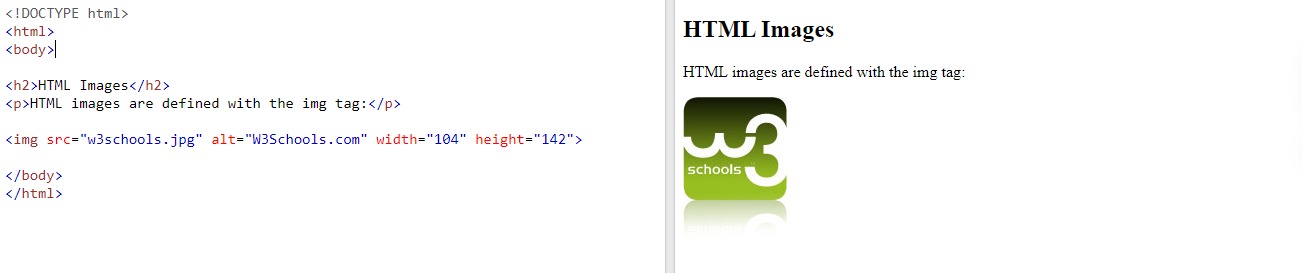 <!DOCTYPE html>
<html>
<body>
<h2>HTML Images</h2>
<p>HTML images are defined with the img tag:</p>
<img src="w3schools.jpg" alt="W3Schools.com" width="104" height="142">
</body>
</html>
HTML Images
HTML images are defined with the img tag:
w3
schools